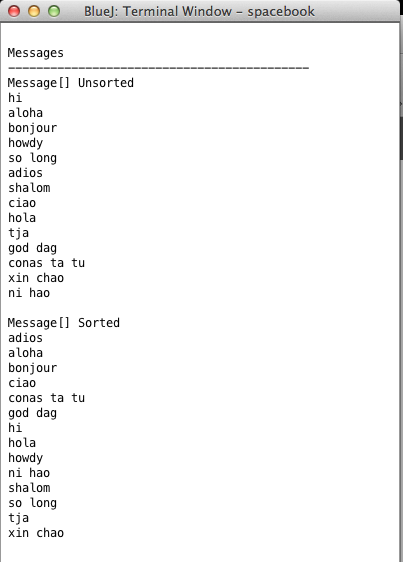 BlueJ: Terminal Window - spacebook
Messages
-------------------------------------------
Message[] Unsorted
hi
aloha
bonjour
howdy
so long
adios
shalom
ciao
hola
tja
god dag
conas ta tu
xin chao
ni hao
Message[] Sorted
adios
aloha
bonjour
ciao
conas ta tu
god dag
hi
hola
howdy
ni hao
shalom
so long
tja
xin chao